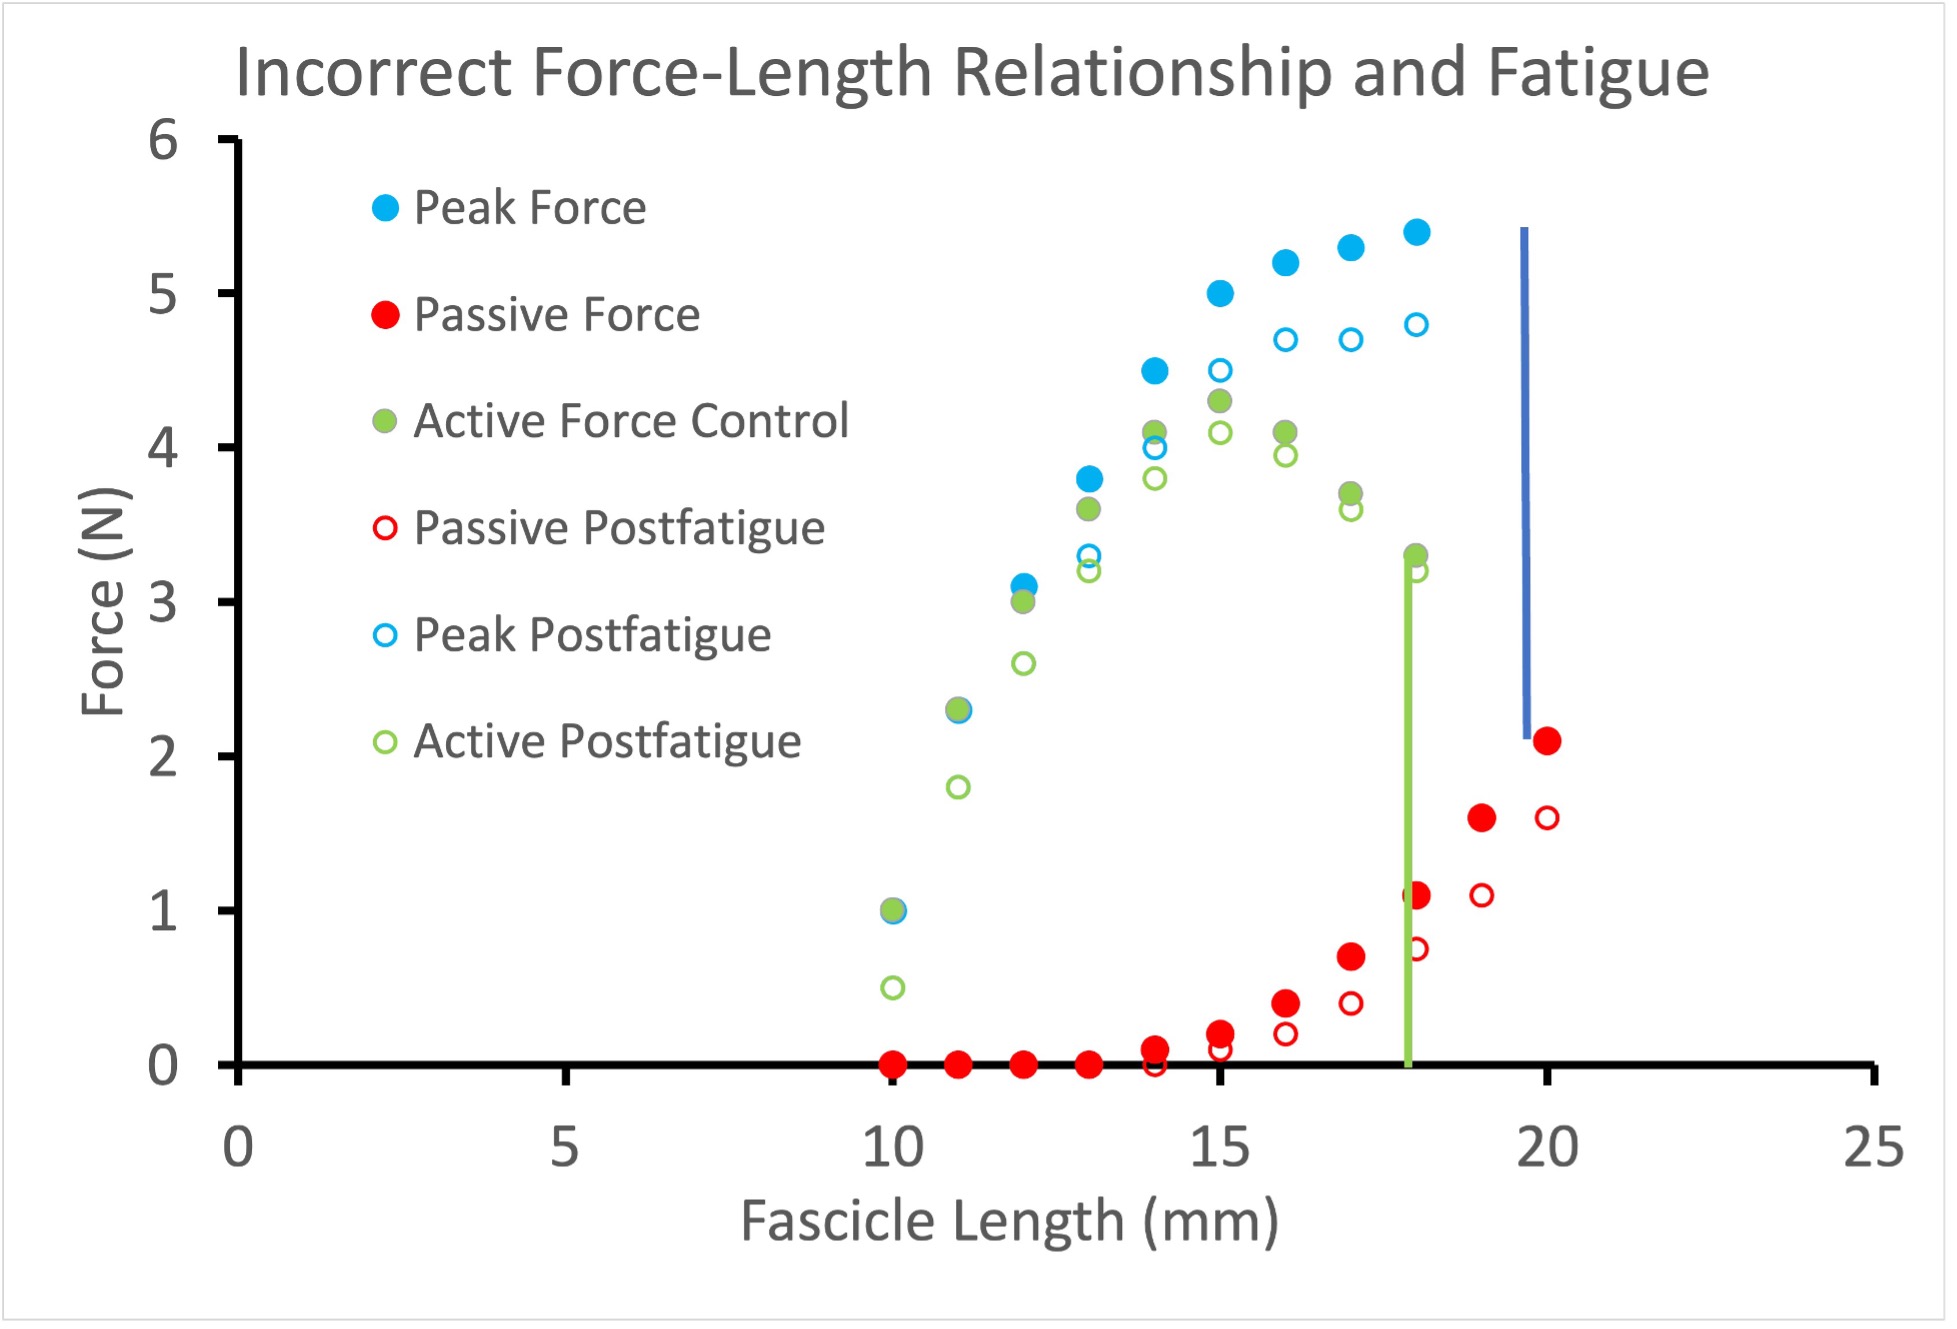 Incorrect Force-Length Relationship and Fatigue
6
5
4
3
2
1
0
Force (N)
Peak Force
Passive Force
Active Force Control
Passive Postfatigue
Peak Postfatigue
Active Postfatigue
0 5 10 15 20 25
Fascicle Length (mm)